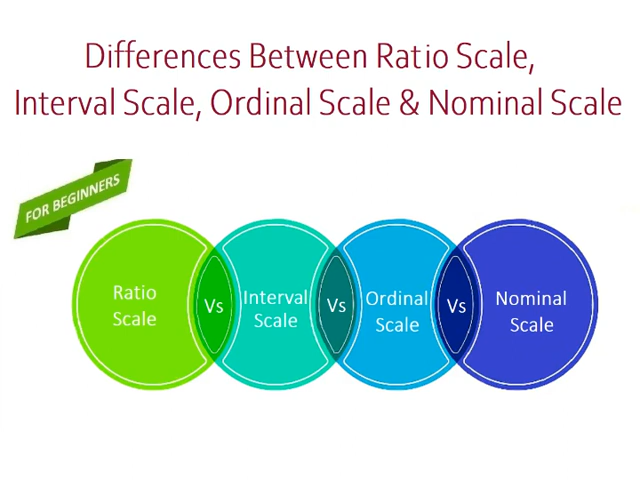 Differences Between Ratio Scale,
Interval Scale, Ordinal Scale & Nominal Scale
FOR BEGINNERS
Ratio
Scale
Vs
Interval
Scale
Vs
Ordinal
Scale
Vs
Nominal
Scale